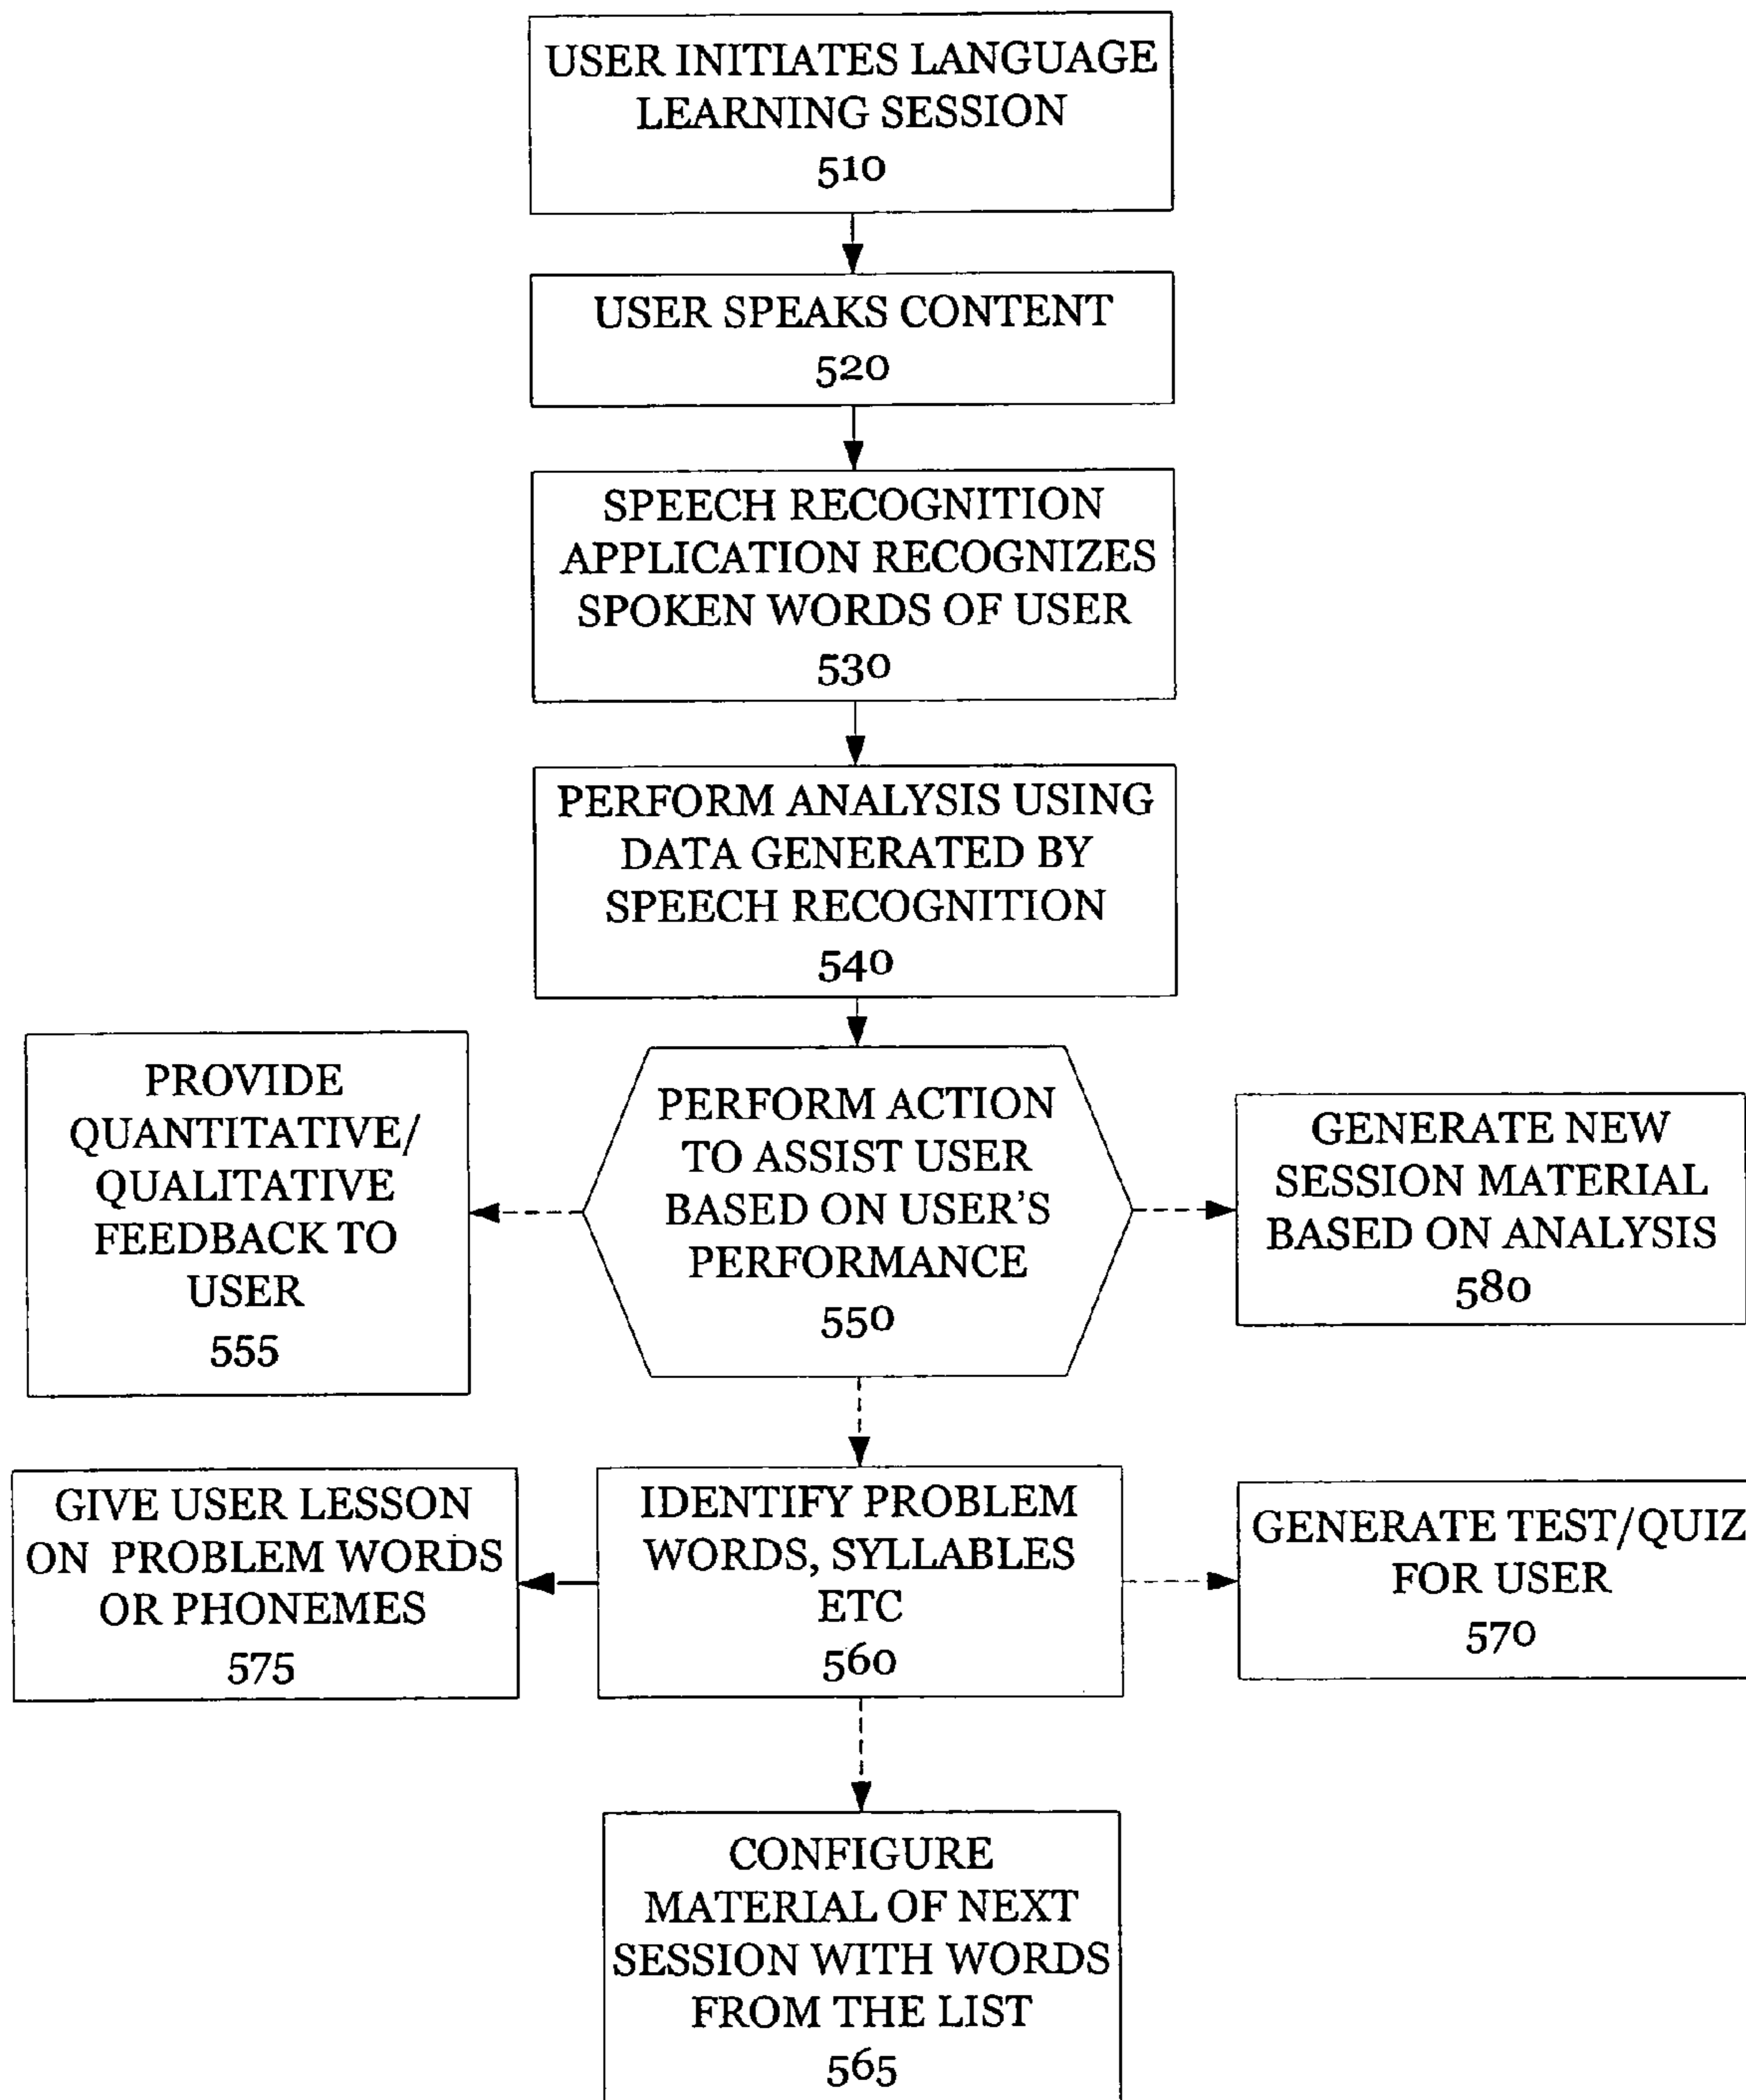 USER INITIATES LANGUAGE
LEARNING SESSION
510
USER SPEAKS CONTENT
520
SPEECH RECOGNITION
APPLICATION RECOGNIZES
SPOKEN WORDS OF USER
530
PERFORM ANALYSIS USING
DATA GENERATED BY
SPEECH RECOGNITION
540
PROVIDE
QUANTITATIVE/
QUALITATIVE
FEEDBACK TO
USER
555
PERFORM ACTION
TO ASSIST USER
BASED ON USER'S
PERFORMANCE
550
GENERATE NEW
SESSION MATERIAL
BASED ON ANALYSIS
580
GIVE USER LESSON
ON PROBLEM WORDS
OR PHONEMES
575
IDENTIFY PROBLEM
WORDS, SYLLABLES
ETC
560
GENERATE TEST/QUIZ
FOR USER
570
CONFIGURE
MATERIAL OF NEXT
SESSION WITH WORDS
FROM THE LIST
565